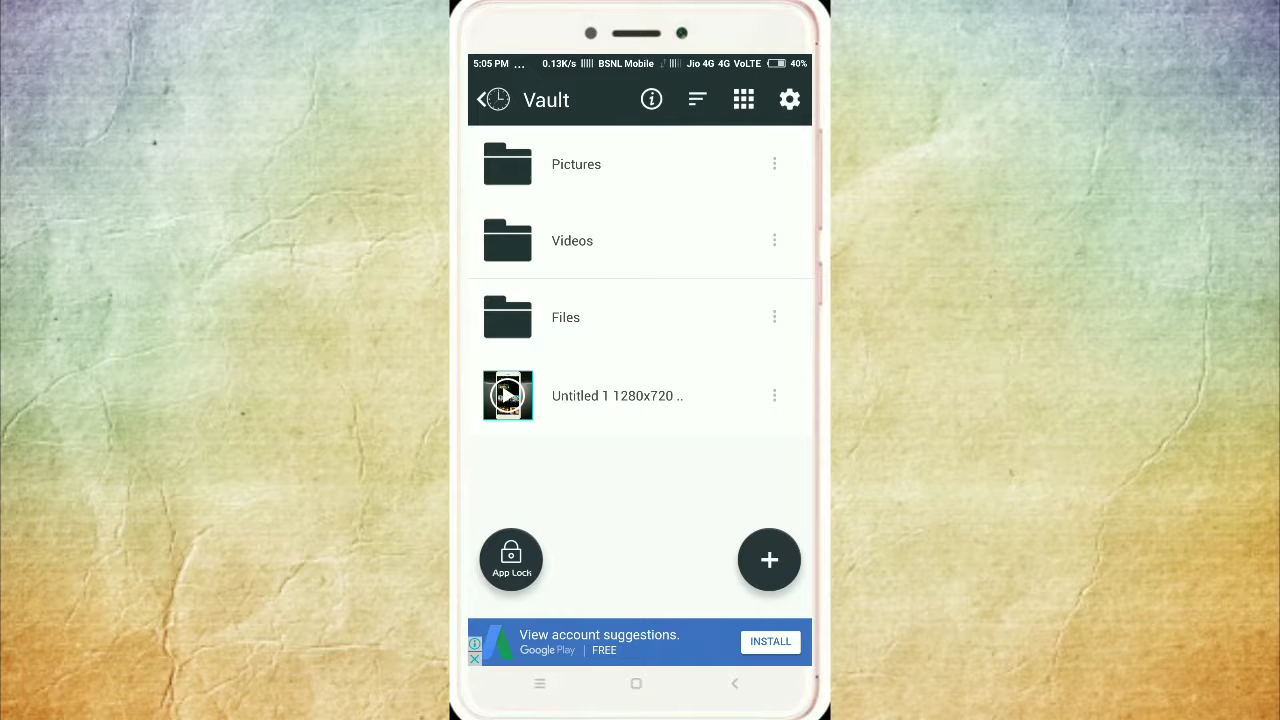 5:05 PM ... 0.13K/s BSNL Mobile Jio 4G 4G VoLTE 40%
Vault
Pictures
Videos
Files
Untitled 1 1280x720 ..
App Lock
View account suggestions.
Google Play | FREE
INSTALL